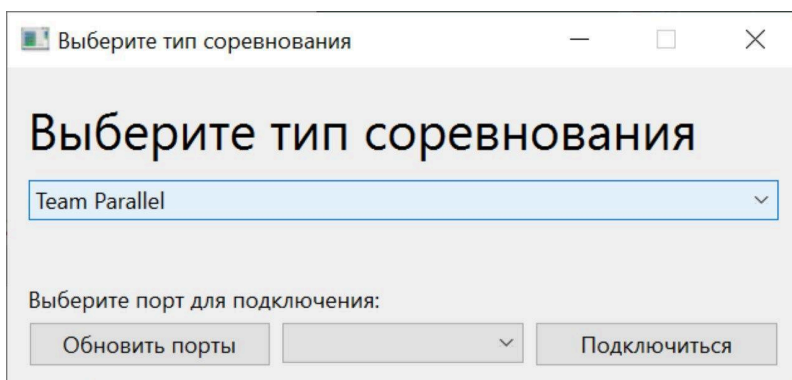 Выберите тип соревнования
Выберите тип соревнования
Team Parallel
Выберите порт для подключения:
Обновить порты Подключиться